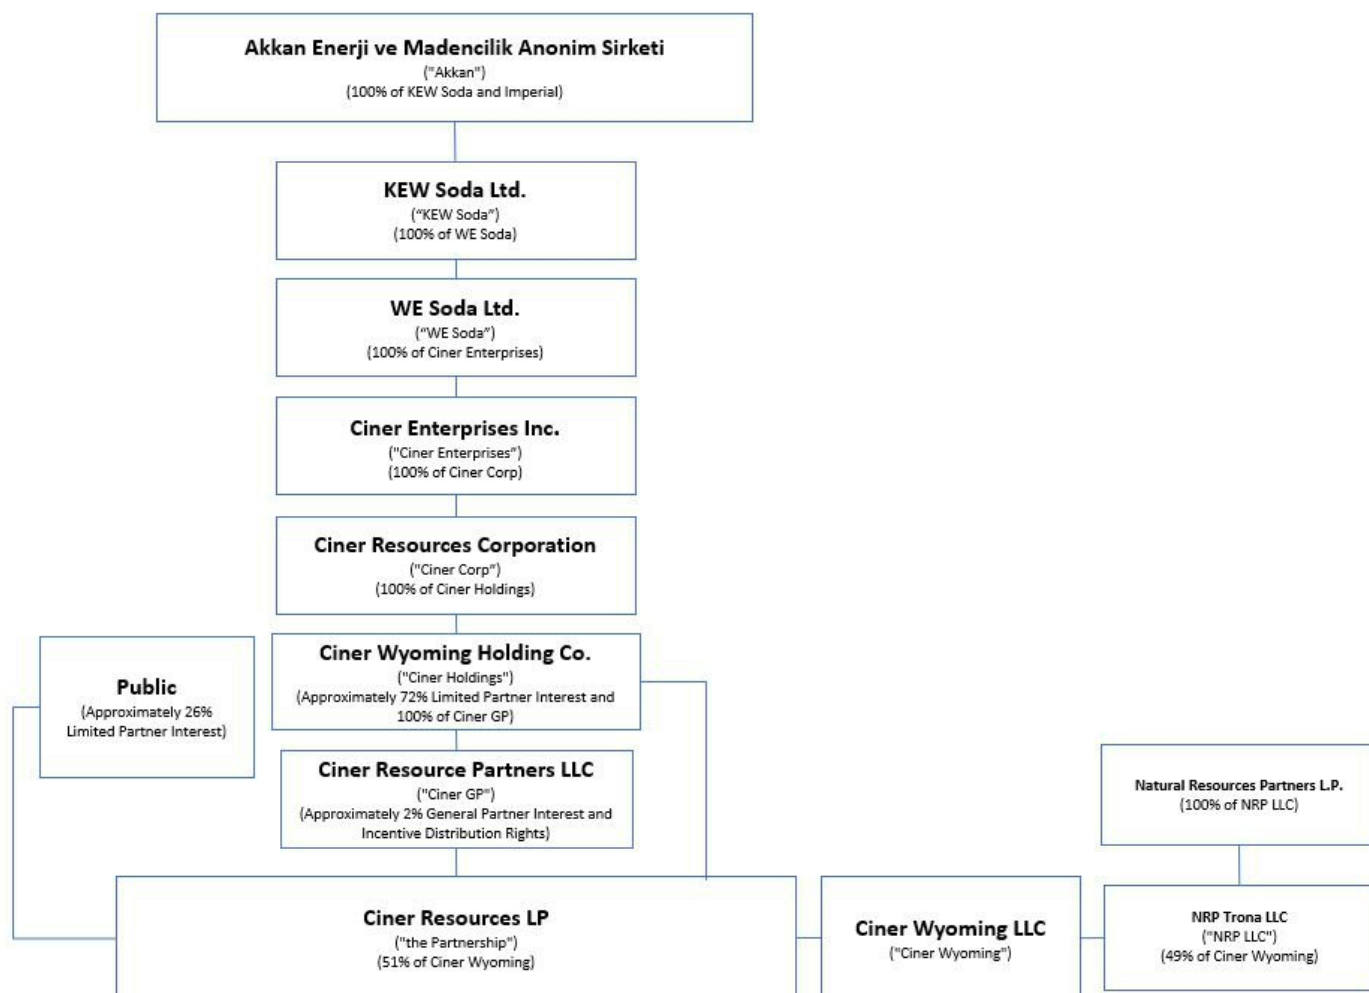 Akkan Enerji ve Madencilik Anonim Sirketi
("Akkan")
(100% of KEW Soda and Imperial)
KEW Soda Ltd.
(“KEW Soda”)
(100% of WE Soda)
WE Soda Ltd.
(“WE Soda”)
(100% of Ciner Enterprises)
Ciner Enterprises Inc.
("Ciner Enterprises”)
(100% of Ciner Corp)
Ciner Resources Corporation
("Ciner Corp”)
(100% of Ciner Holdings)
Public
(Approximately 26%
Limited Partner Interest)
Ciner Wyoming Holding Co.
("Ciner Holdings")
(Approximately 72% Limited Partner Interest and
100% of Ciner GP)
Ciner Resource Partners LLC
("Ciner GP")
(Approximately 2% General Partner Interest and
Incentive Distribution Rights)
Natural Resources Partners L.P.
(100% of NRP LLC)
Ciner Resources LP
("the Partnership")
(51% of Ciner Wyoming)
Ciner Wyoming LLC
("Ciner Wyoming")
NRP Trona LLC
("NRP LLC")
(49% of Ciner Wyoming)